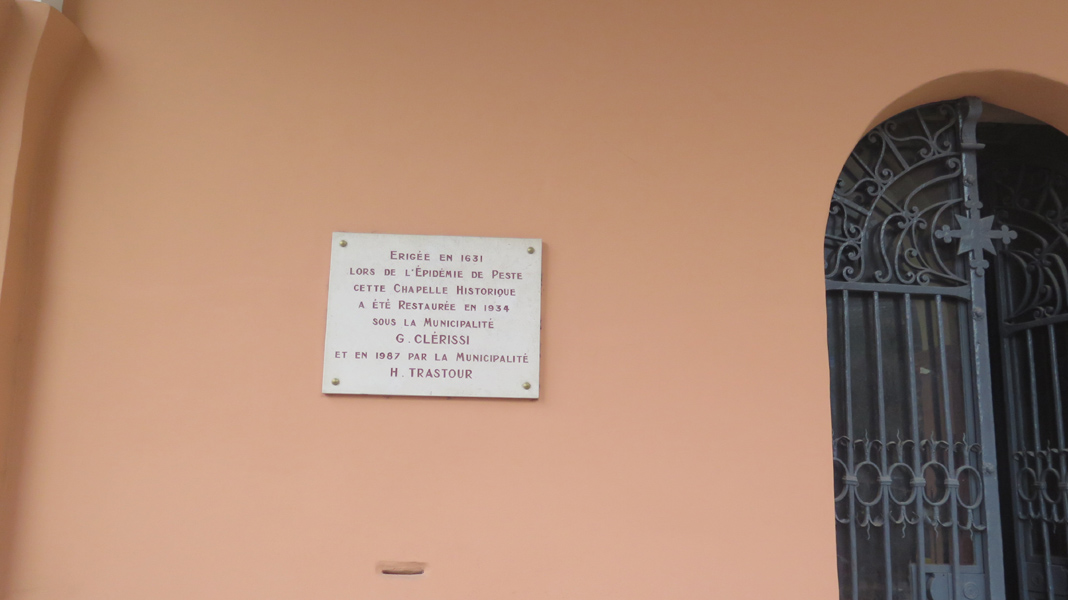 ERIGÉE EN 1631
LORS DE L'ÉPIDÉMIE DE PESTE
CETTE CHAPELLE HISTORIQUE
A ÉTÉ RESTAURÉE EN 1934
SOUS LA MUNICIPALITÉ
G. CLÉRISSI
ET EN 1987 PAR LA MUNICIPALITÉ
H. TRASTOUR